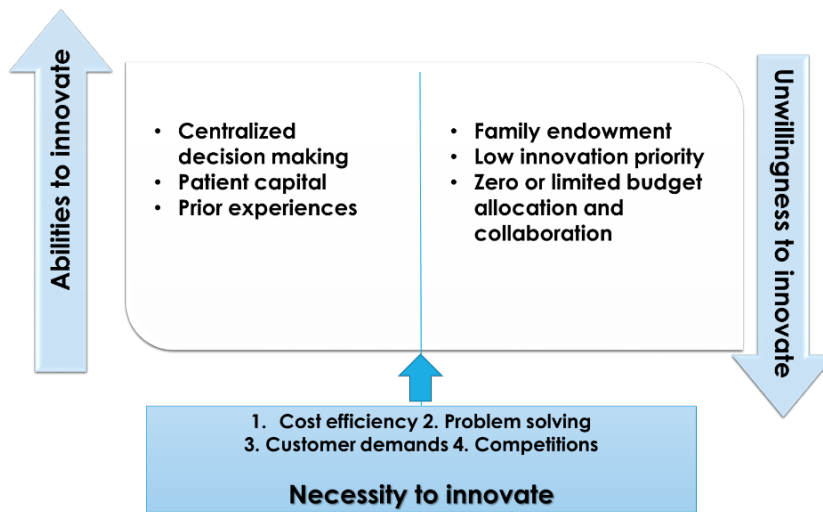 Abilities to innovate
• Centralized
decision making
• Patient capital
• Prior experiences
• Family endowment
• Low innovation priority
• Zero or limited budget
allocation and
collaboration
Unwillingness to innovate
1. Cost efficiency 2. Problem solving
3. Customer demands 4. Competitions
Necessity to innovate